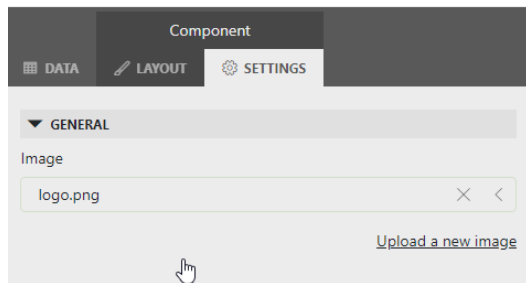 Component
DATA LAYOUT SETTINGS
GENERAL
Image
logo.png
Upload a new image